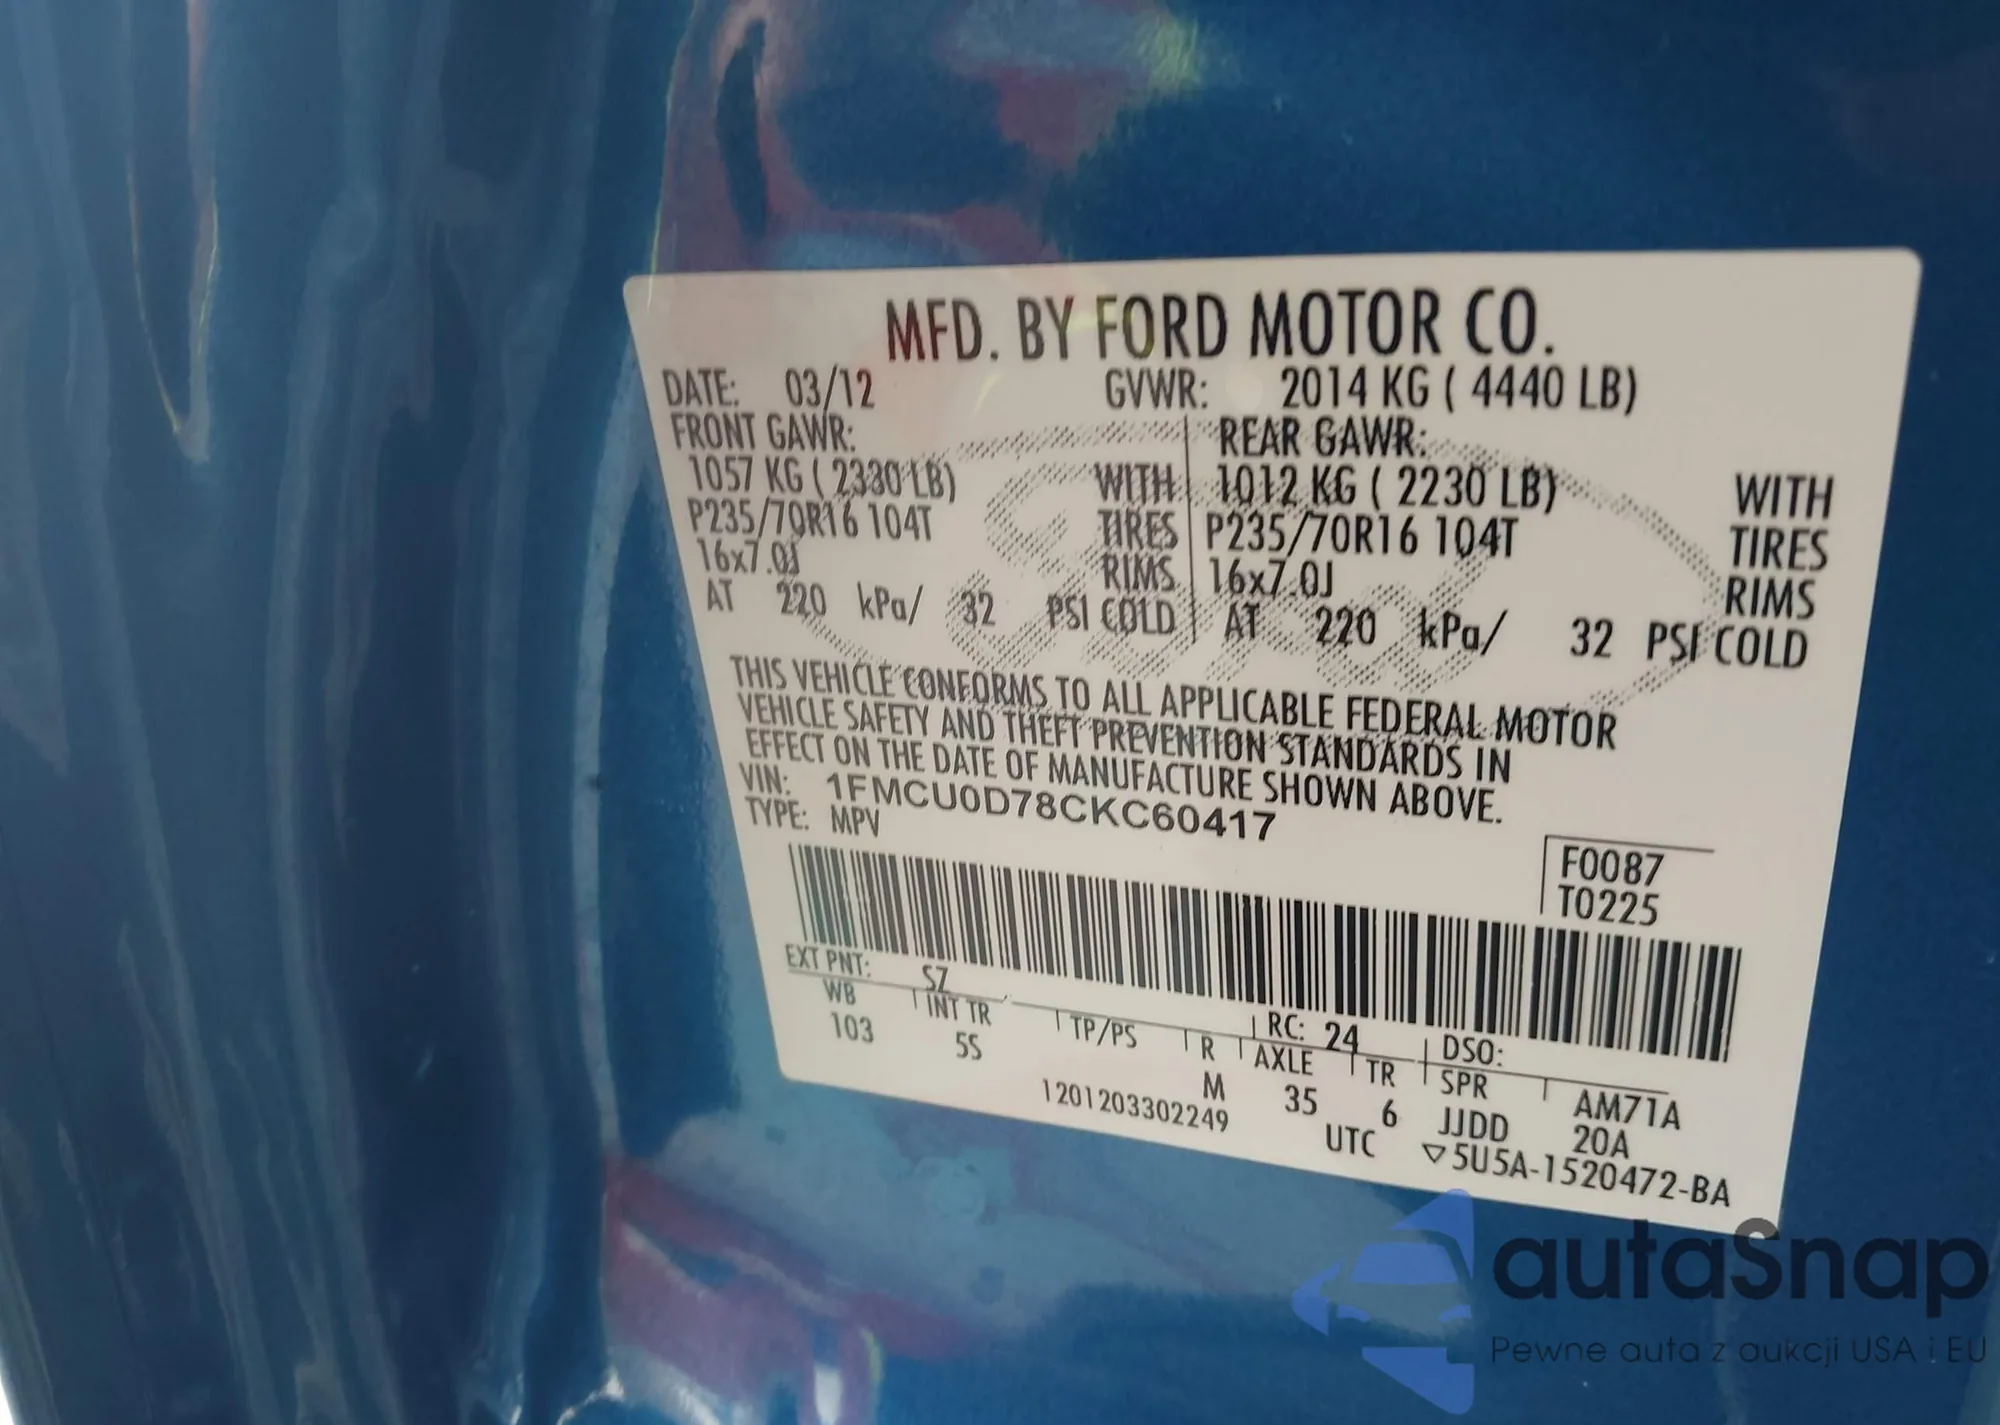 MFD. BY FORD MOTOR CO.
DATE: 03/12 GVWR: 2014 KG ( 4440 LB)
FRONT GAWR: REAR GAWR:
1057 KG ( 2330 LB) WITH 1012 KG ( 2230 LB) WITH
P235/70R16 104T TIRES P235/70R16 104T TIRES
16x7.0J RIMS 16x7.0J RIMS
AT 220 kPa/ 32 PSI COLD AT 220 kPa/ 32 PSI COLD
THIS VEHICLE CONFORMS TO ALL APPLICABLE FEDERAL MOTOR
VEHICLE SAFETY AND THEFT PREVENTION STANDARDS IN
EFFECT ON THE DATE OF MANUFACTURE SHOWN ABOVE.
VIN: 1FMCU0D78CKC60417
TYPE: MPV
F0087
T0225
EXT PNT: SZ RC: 24 DSO:
WB INT TR TP/PS R AXLE TR SPR AM71A
103 5S M 35 6 JJDD 20A
1201203302249 UTC ▽5U5A-1520472-BA
autaSnap
Pewne auta z aukcji USA i EU